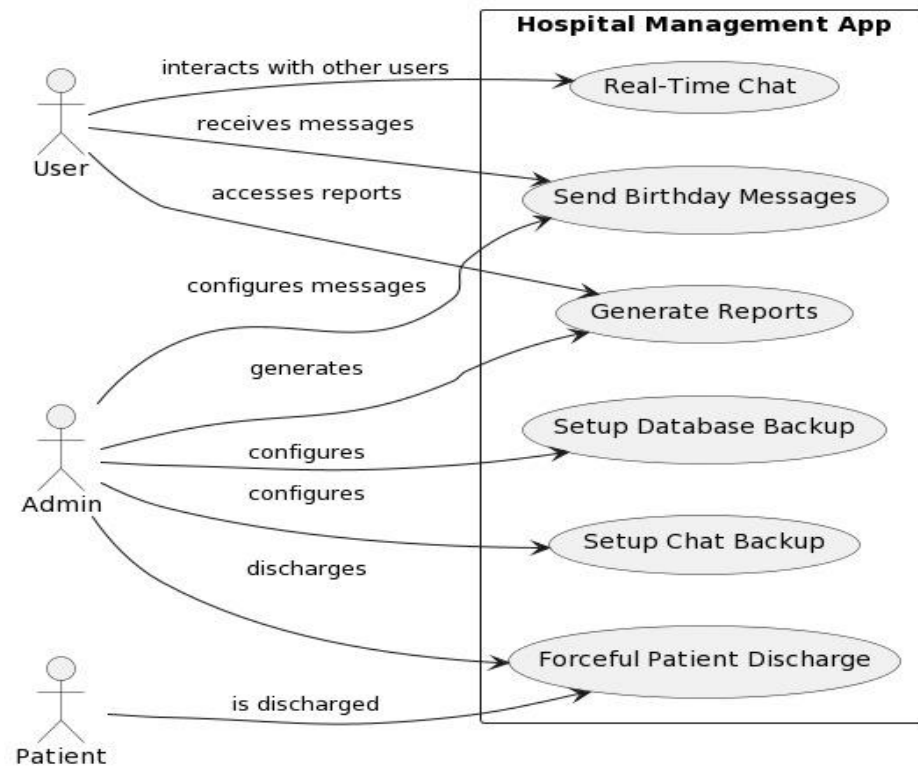 Hospital Management App
interacts with other users
Real-Time Chat
receives messages
User
accesses reports
Send Birthday Messages
configures messages
Generate Reports
generates
Setup Database Backup
configures
configures
Admin
Setup Chat Backup
discharges
Forceful Patient Discharge
is discharged
Patient